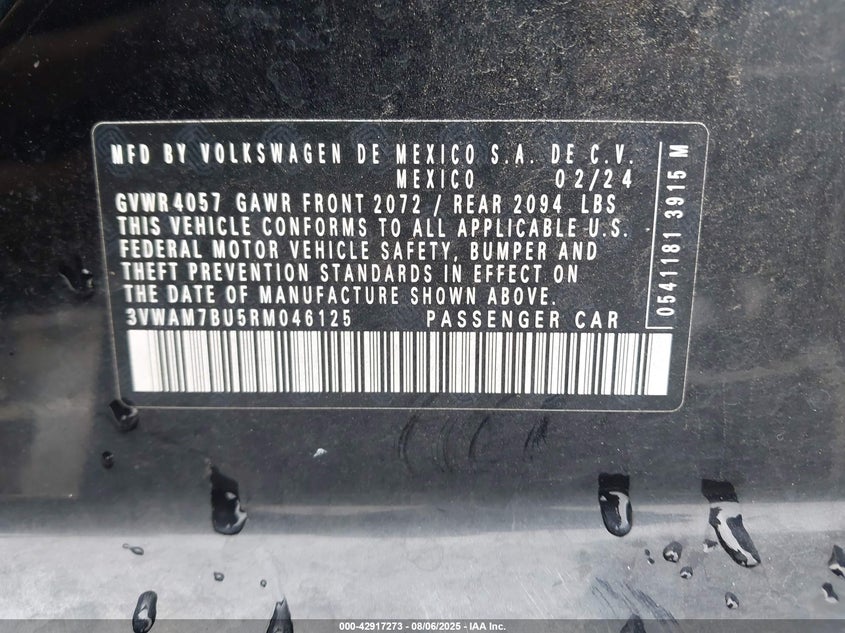 MFD BY VOLKSWAGEN DE MEXICO S.A. DE C.V.
MEXICO 02/24
GVWR 4057 GAWR FRONT 2072 / REAR 2094 LBS
THIS VEHICLE CONFORMS TO ALL APPLICABLE U.S.
FEDERAL MOTOR VEHICLE SAFETY, BUMPER AND
THEFT PREVENTION STANDARDS IN EFFECT ON
THE DATE OF MANUFACTURE SHOWN ABOVE.
3VWAM7BU5RM046125 PASSENGER CAR
0541181 3915 M
000-42917273 - 08/06/2025 - IAA Inc.